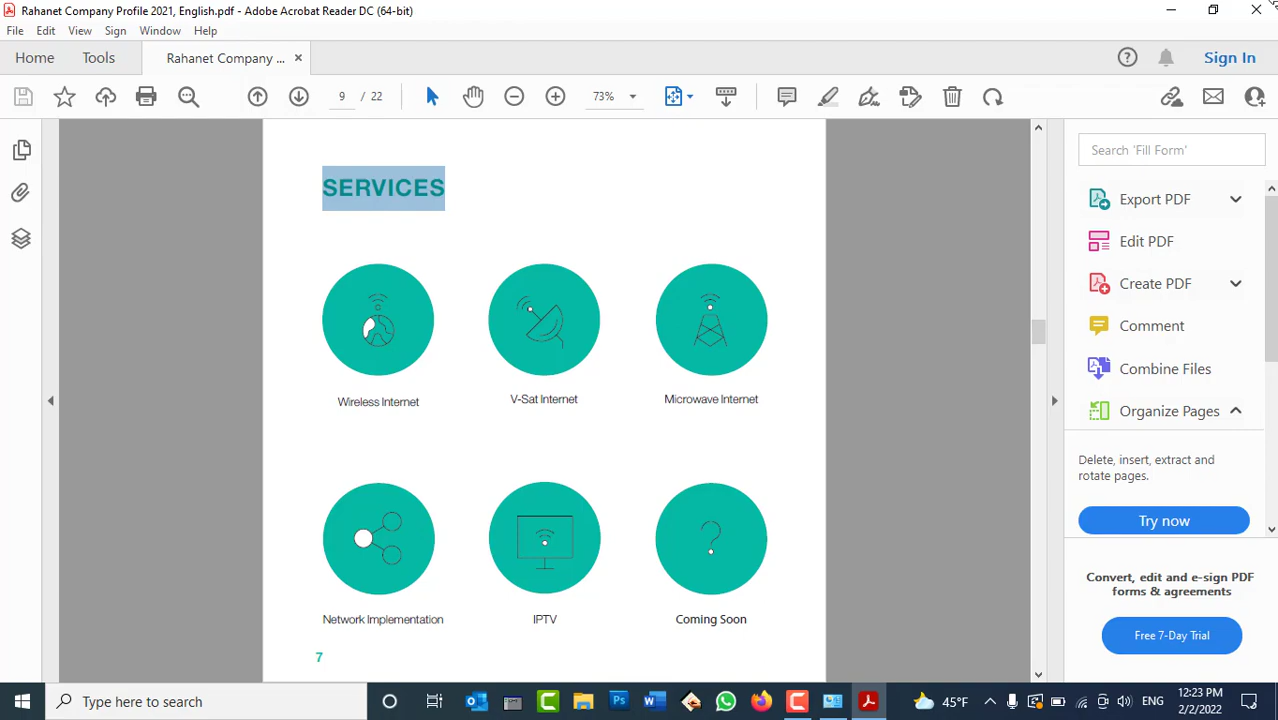 Rahanet Company Profile 2021, English.pdf - Adobe Acrobat Reader DC (64-bit)
File Edit View Sign Window Help
Home Tools Rahanet Company ... Sign In
9 / 22 73%
Search 'Fill Form'
SERVICES
Export PDF
Edit PDF
Create PDF
Comment
Combine Files
Wireless Internet V-Sat Internet Microwave Internet
Organize Pages
Delete, insert, extract and
rotate pages.
Try now
Convert, edit and e-sign PDF
forms & agreements
Free 7-Day Trial
Network Implementation IPTV Coming Soon
7
Type here to search
45°F ENG 12:23 PM
2/2/2022